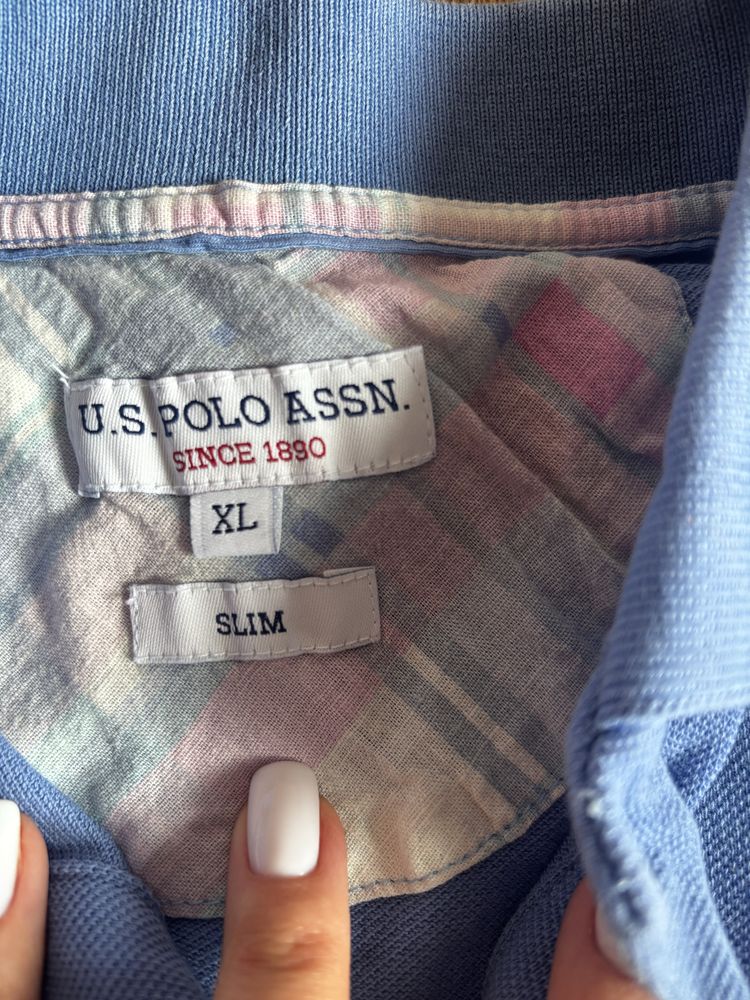 U.S. POLO ASSN.
SINCE 1890
XL
SLIM